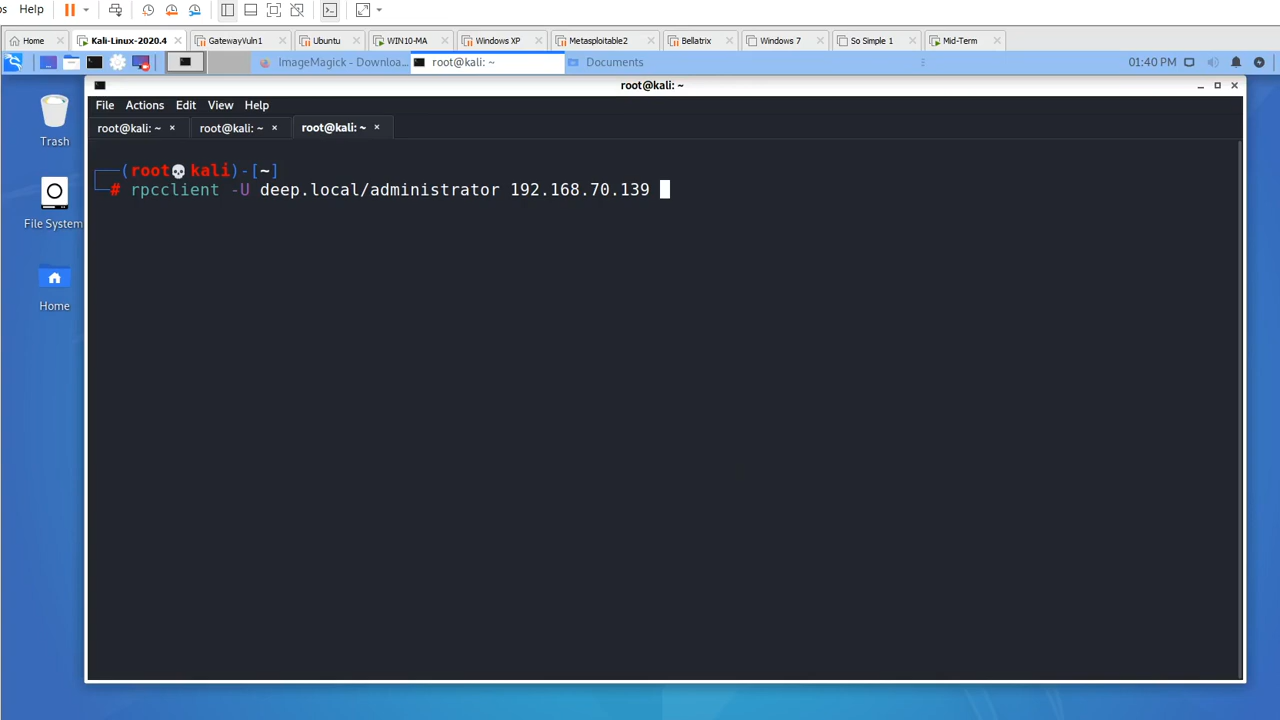 ps Help
Home Kali-Linux-2020.4 GatewayVuln1 Ubuntu WIN10-MA Windows XP Metasploitable2 Bellatrix Windows 7 So Simple 1 Mid-Term
ImageMagick - Downloa... root@kali: ~ Documents 01:40 PM
root@kali: ~
File Actions Edit View Help
root@kali: ~ root@kali: ~ root@kali: ~
Trash
(root💀kali)-[~]
# rpcclient -U deep.local/administrator 192.168.70.139
File System
Home